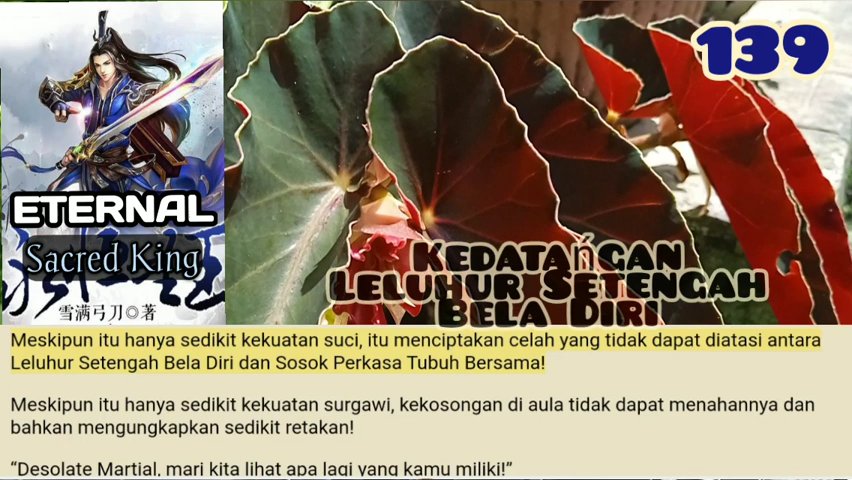 139
ETERNAL
Sacred King
雪满弓刀◎著
Kedatańgan
Leluhur Setengah
Bela Diri
Meskipun itu hanya sedikit kekuatan suci, itu menciptakan celah yang tidak dapat diatasi antara
Leluhur Setengah Bela Diri dan Sosok Perkasa Tubuh Bersama!
Meskipun itu hanya sedikit kekuatan surgawi, kekosongan di aula tidak dapat menahannya dan
bahkan mengungkapkan sedikit retakan!
“Desolate Martial, mari kita lihat apa lagi yang kamu miliki!”